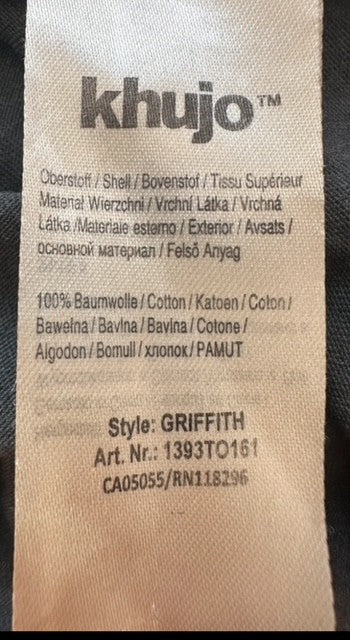 khujo™
Oberstoff / Shell / Bovenstof / Tissu Supérieur
Materiał Wierzchni / Vrchní Látka / Vrchná
Látka /Materiale esterno / Exterior / Avsats /
основной материал / Felső Anyag
100% Baumwolle / Cotton / Katoen / Coton /
Bawełna / Bavlna / Bavlna / Cotone /
Algodon / Bomull / хлопок / PAMUT
Style: GRIFFITH
Art. Nr.: 1393TO161
CA05055/RN118296